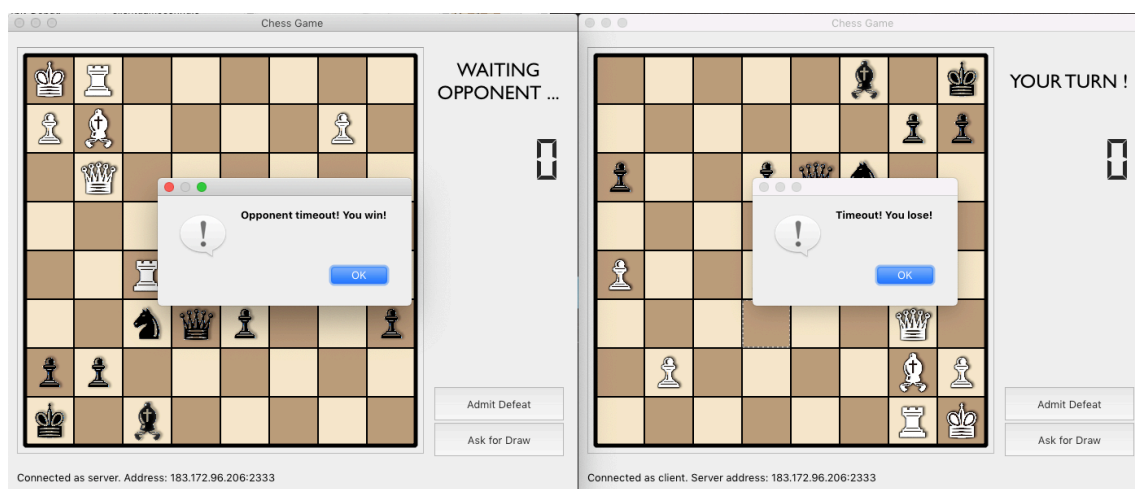 Chess Game
WAITING
OPPONENT ...
0
Opponent timeout! You win!
OK
Admit Defeat
Ask for Draw
Connected as server. Address: 183.172.96.206:2333
Chess Game
YOUR TURN !
0
Timeout! You lose!
OK
Admit Defeat
Ask for Draw
Connected as client. Server address: 183.172.96.206:2333